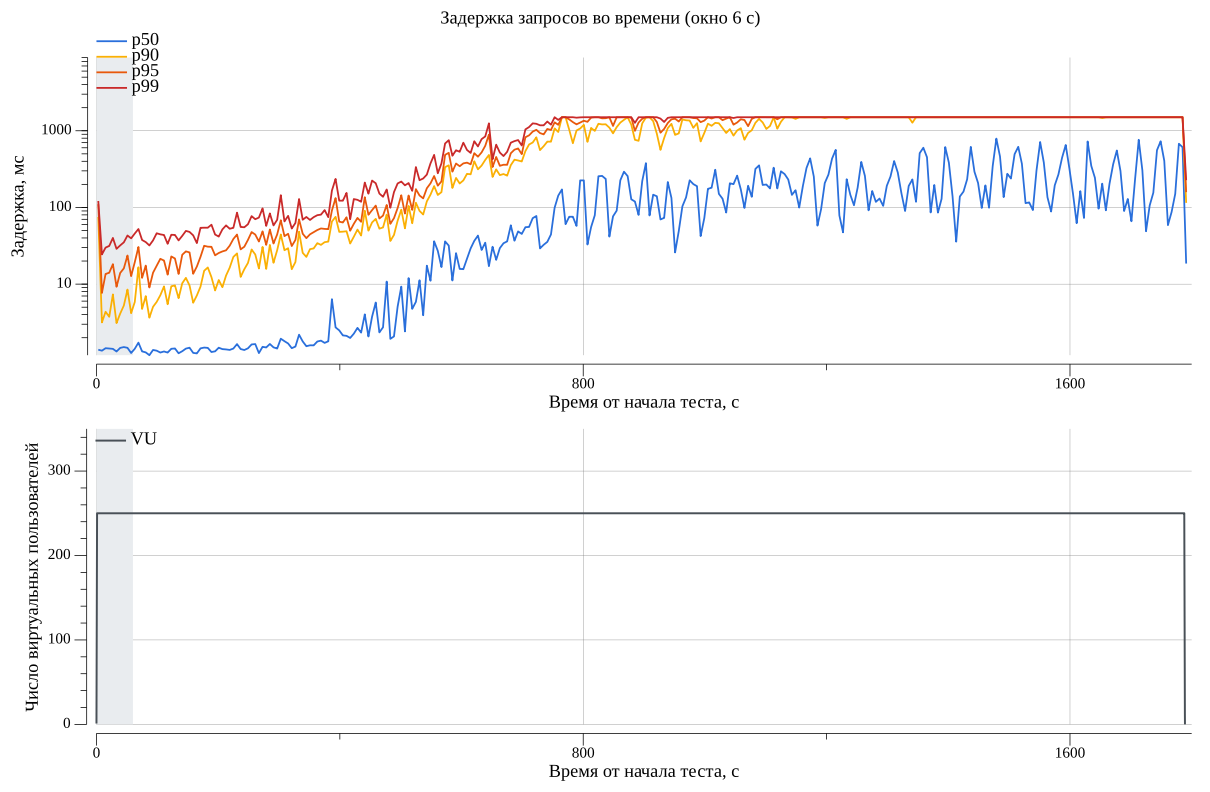 Задержка запросов во времени (окно 6 с)
p50
p90
p95
p99
Задержка, мс
1000
100
10
0
800
1600
Время от начала теста, с
VU
Число виртуальных пользователей
300
200
100
0
0
800
1600
Время от начала теста, с